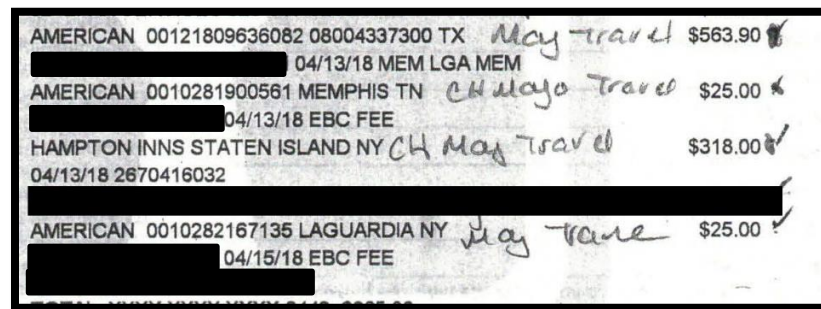 AMERICAN 00121809636082 08004337300 TX May travel $563.90
04/13/18 MEM LGA MEM
AMERICAN 0010281900561 MEMPHIS TN CH Travel $25.00
04/13/18 EBC FEE
HAMPTON INNS STATEN ISLAND NY CH May Travel $318.00
04/13/18 2670416032
AMERICAN 0010282167135 LAGUARDIA NY May $25.00
04/15/18 EBC FEE